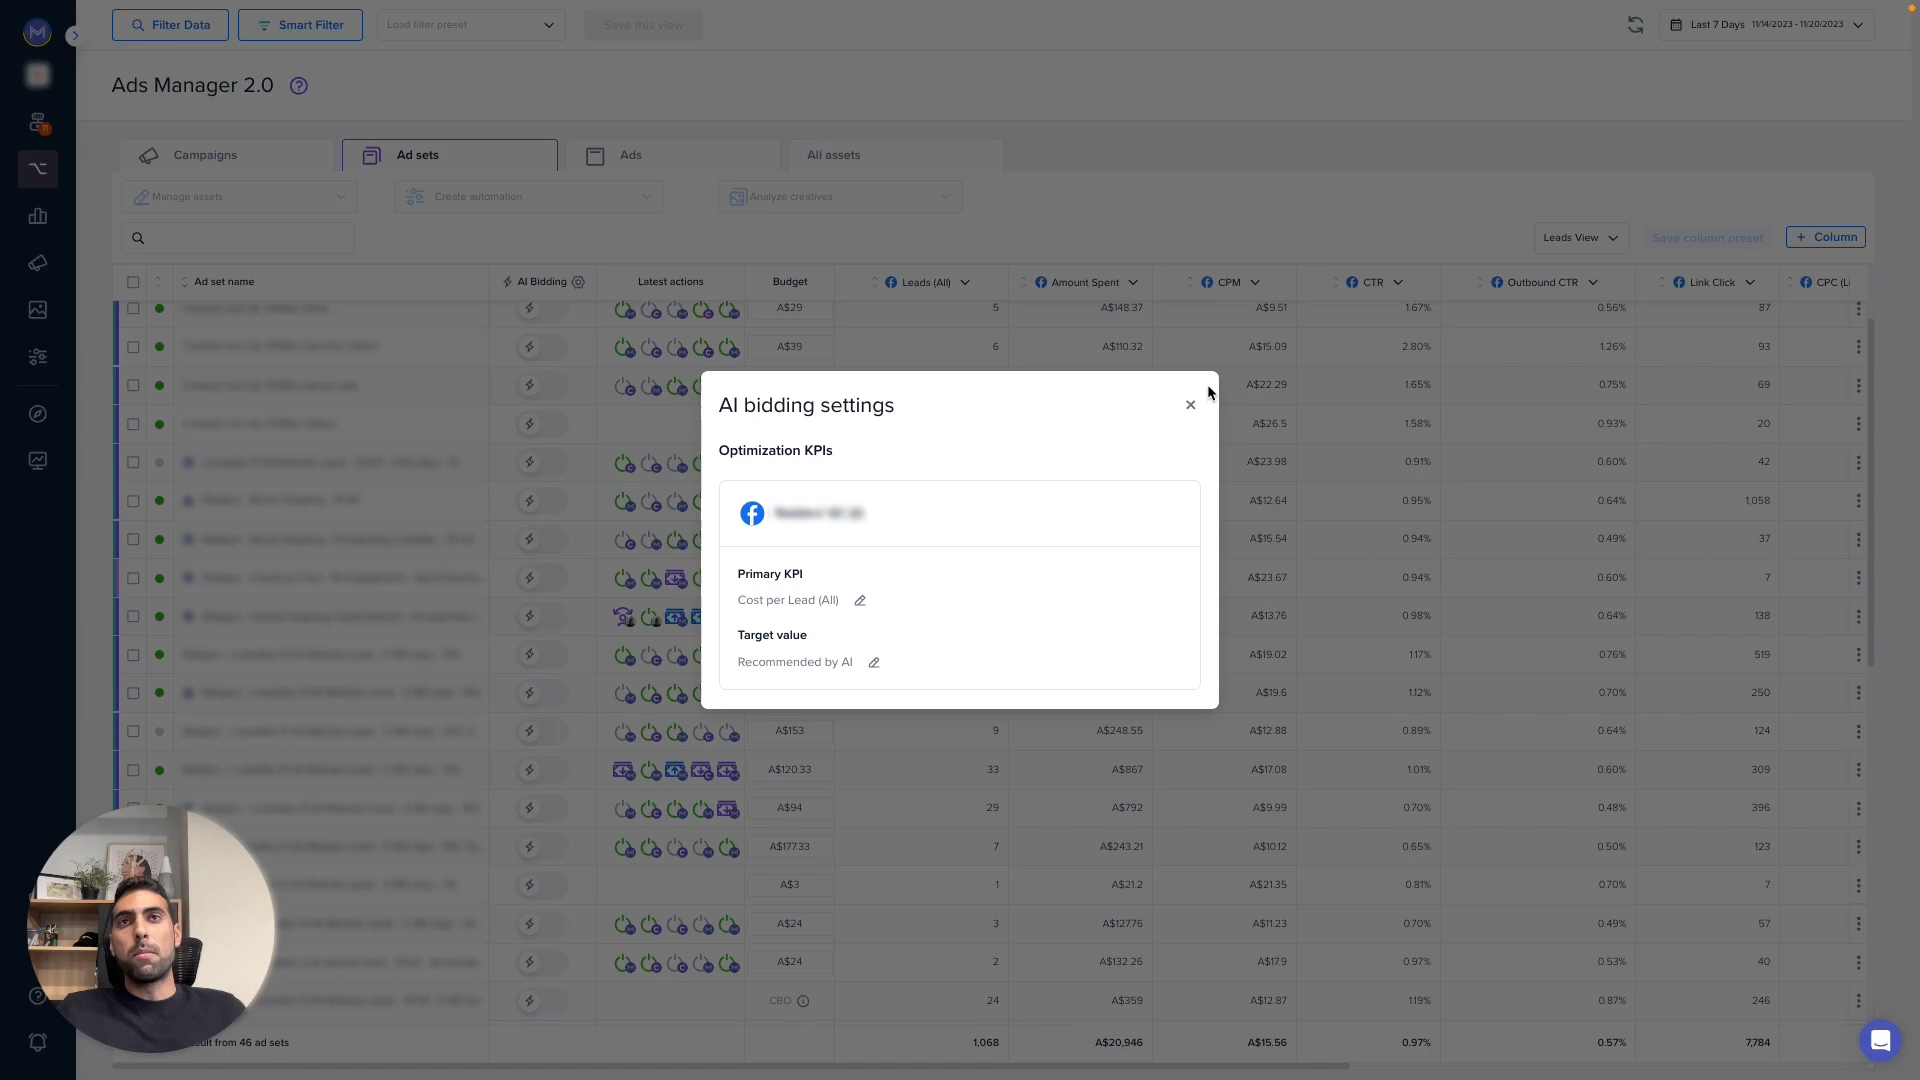 Filter Data
Smart Filter
Load filter preset
Save this view
Last 7 Days 11/14/2023 - 11/20/2023
11
Ads Manager 2.0
Campaigns
Ad sets
Ads
All assets
Manage assets
Create automation
Analyze creatives
Leads View
Save column preset
+ Column
Ad set name AI Bidding Latest actions Budget Leads (All) Amount Spent CPM CTR Outbound CTR Link Click CPC (Li
A$29 5 A$148.37 A$9.51 1.67% 0.56% 87
A$39 6 A$110.32 A$15.09 2.80% 1.26% 93
A$22.29 1.65% 0.75% 69
A$26.5 1.58% 0.93% 20
A$23.98 0.91% 0.60% 42
A$12.64 0.95% 0.64% 1,058
A$15.54 0.94% 0.49% 37
A$23.67 0.94% 0.60% 7
A$13.76 0.98% 0.64% 138
A$19.02 1.17% 0.76% 519
A$19.6 1.12% 0.70% 250
A$153 9 A$248.55 A$12.88 0.89% 0.64% 124
A$120.33 33 A$867 A$17.08 1.01% 0.60% 309
A$94 29 A$792 A$9.99 0.70% 0.48% 396
A$177.33 7 A$243.21 A$10.12 0.65% 0.50% 123
A$3 1 A$21.2 A$21.35 0.81% 0.70% 7
A$24 3 A$127.76 A$11.23 0.70% 0.49% 57
A$24 2 A$132.26 A$17.9 0.97% 0.53% 40
CBO 24 A$359 A$12.87 1.19% 0.87% 246
ult from 46 ad sets 1,068 A$20,946 A$15.56 0.97% 0.57% 7,784
AI bidding settings
Optimization KPIs
Primary KPI
Cost per Lead (All)
Target value
Recommended by AI